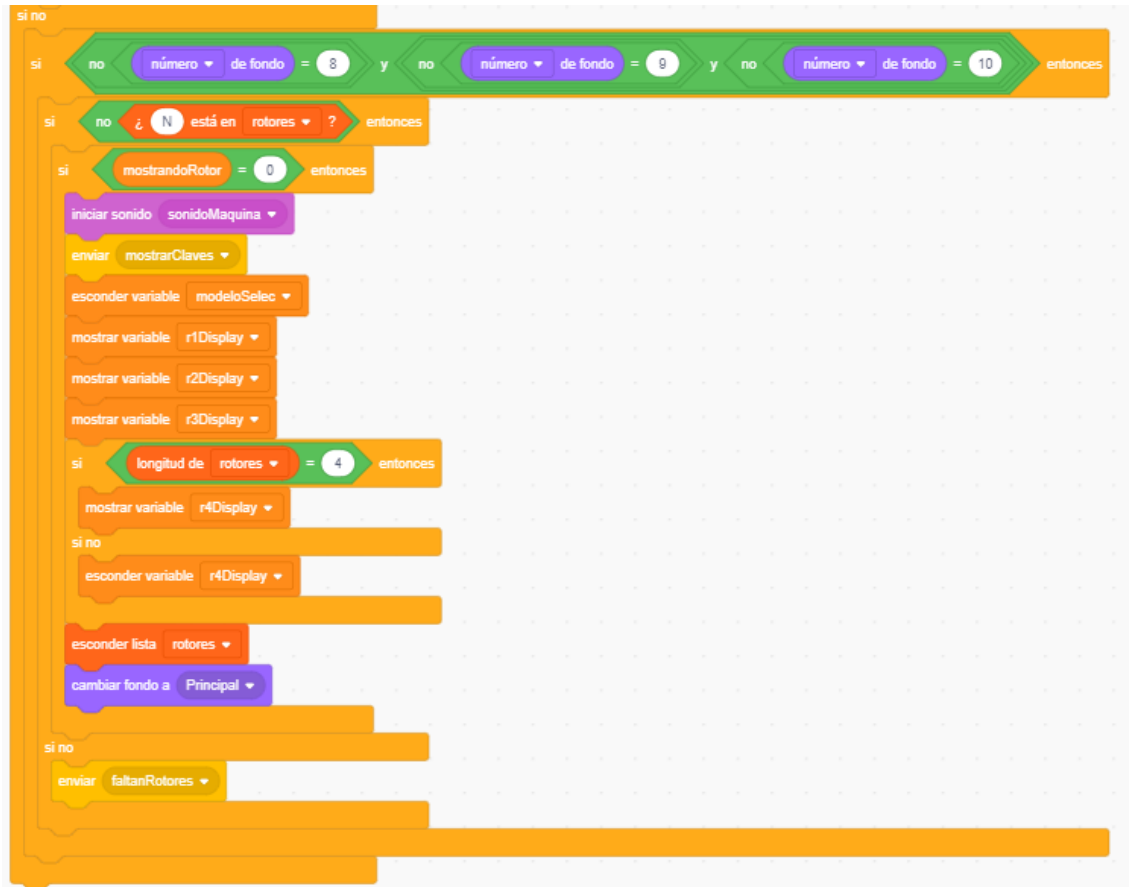 si no
si no número de fondo = 8 y no número de fondo = 9 y no número de fondo = 10 entonces
si no ¿ N está en rotores ? entonces
si mostrandoRotor = 0 entonces
iniciar sonido sonidoMaquina
enviar mostrarClaves
esconder variable modeloSelec
mostrar variable r1Display
mostrar variable r2Display
mostrar variable r3Display
si longitud de rotores = 4 entonces
mostrar variable r4Display
si no
esconder variable r4Display
esconder lista rotores
cambiar fondo a Principal
si no
enviar faltanRotores